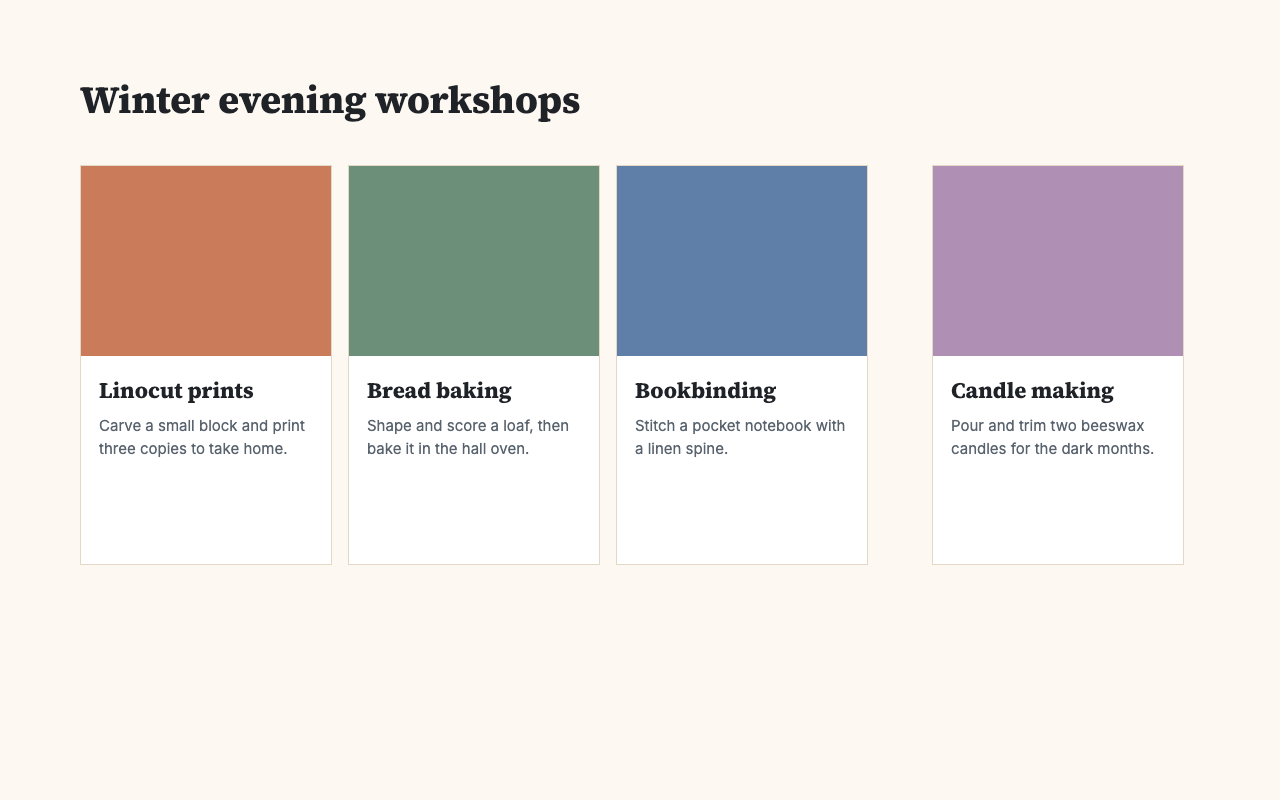 Winter evening workshops
Linocut prints
Carve a small block and print
three copies to take home.
Bread baking
Shape and score a loaf, then
bake it in the hall oven.
Bookbinding
Stitch a pocket notebook with
a linen spine.
Candle making
Pour and trim two beeswax
candles for the dark months.